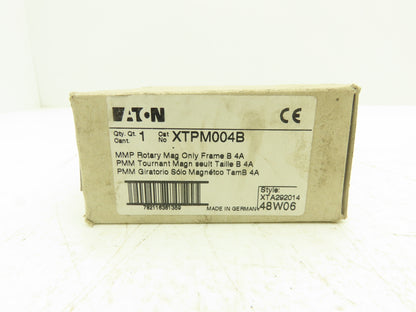 EATON
CE
Qty. Qt. 1 Cat XTPM004B
Cant. No
MMP Rotary Mag Only Frame B 4A
PMM Tournant Magn seult Taille B 4A
PMM Giratorio Sólo Magnétco TamB 4A
Style:
XTA292014
48W06
MADE IN GERMANY